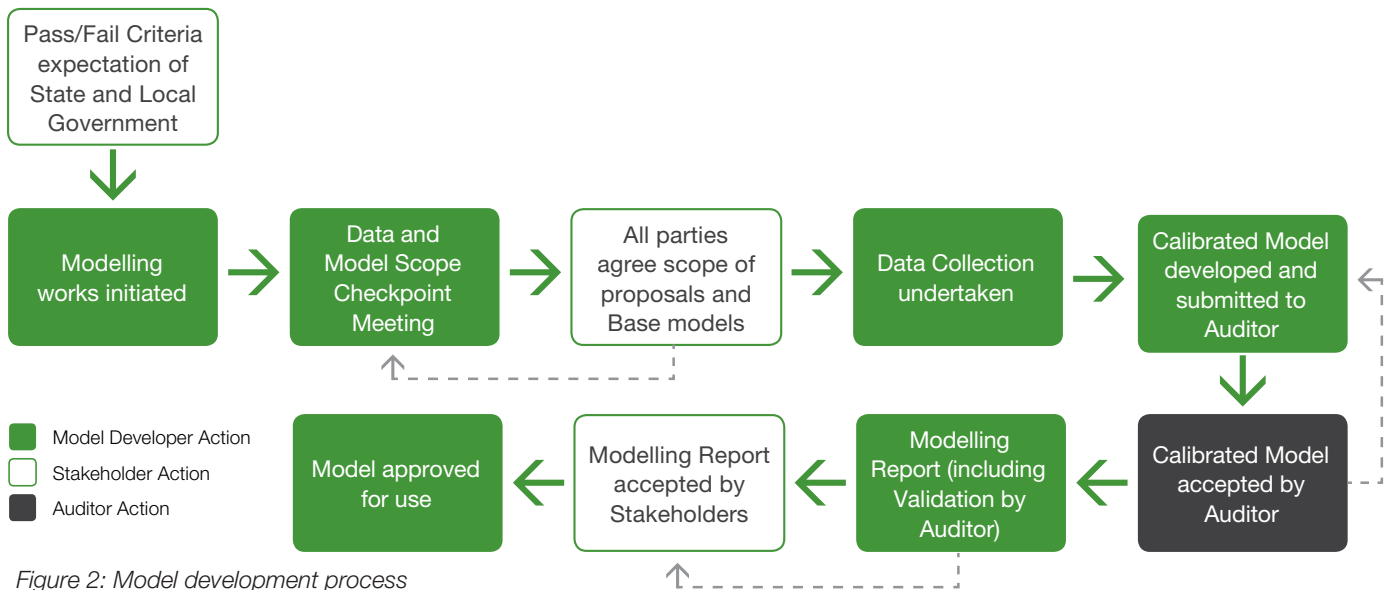 Pass/Fail Criteria
expectation of
State and Local
Government
Modelling
works initiated
Data and
Model Scope
Checkpoint
Meeting
All parties
agree scope of
proposals and
Base models
Data Collection
undertaken
Calibrated Model
developed and
submitted to
Auditor
Model Developer Action
Stakeholder Action
Auditor Action
Model approved
for use
Modelling Report
accepted by
Stakeholders
Modelling
Report (including
Validation by
Auditor)
Calibrated Model
accepted by
Auditor
Figure 2: Model development process